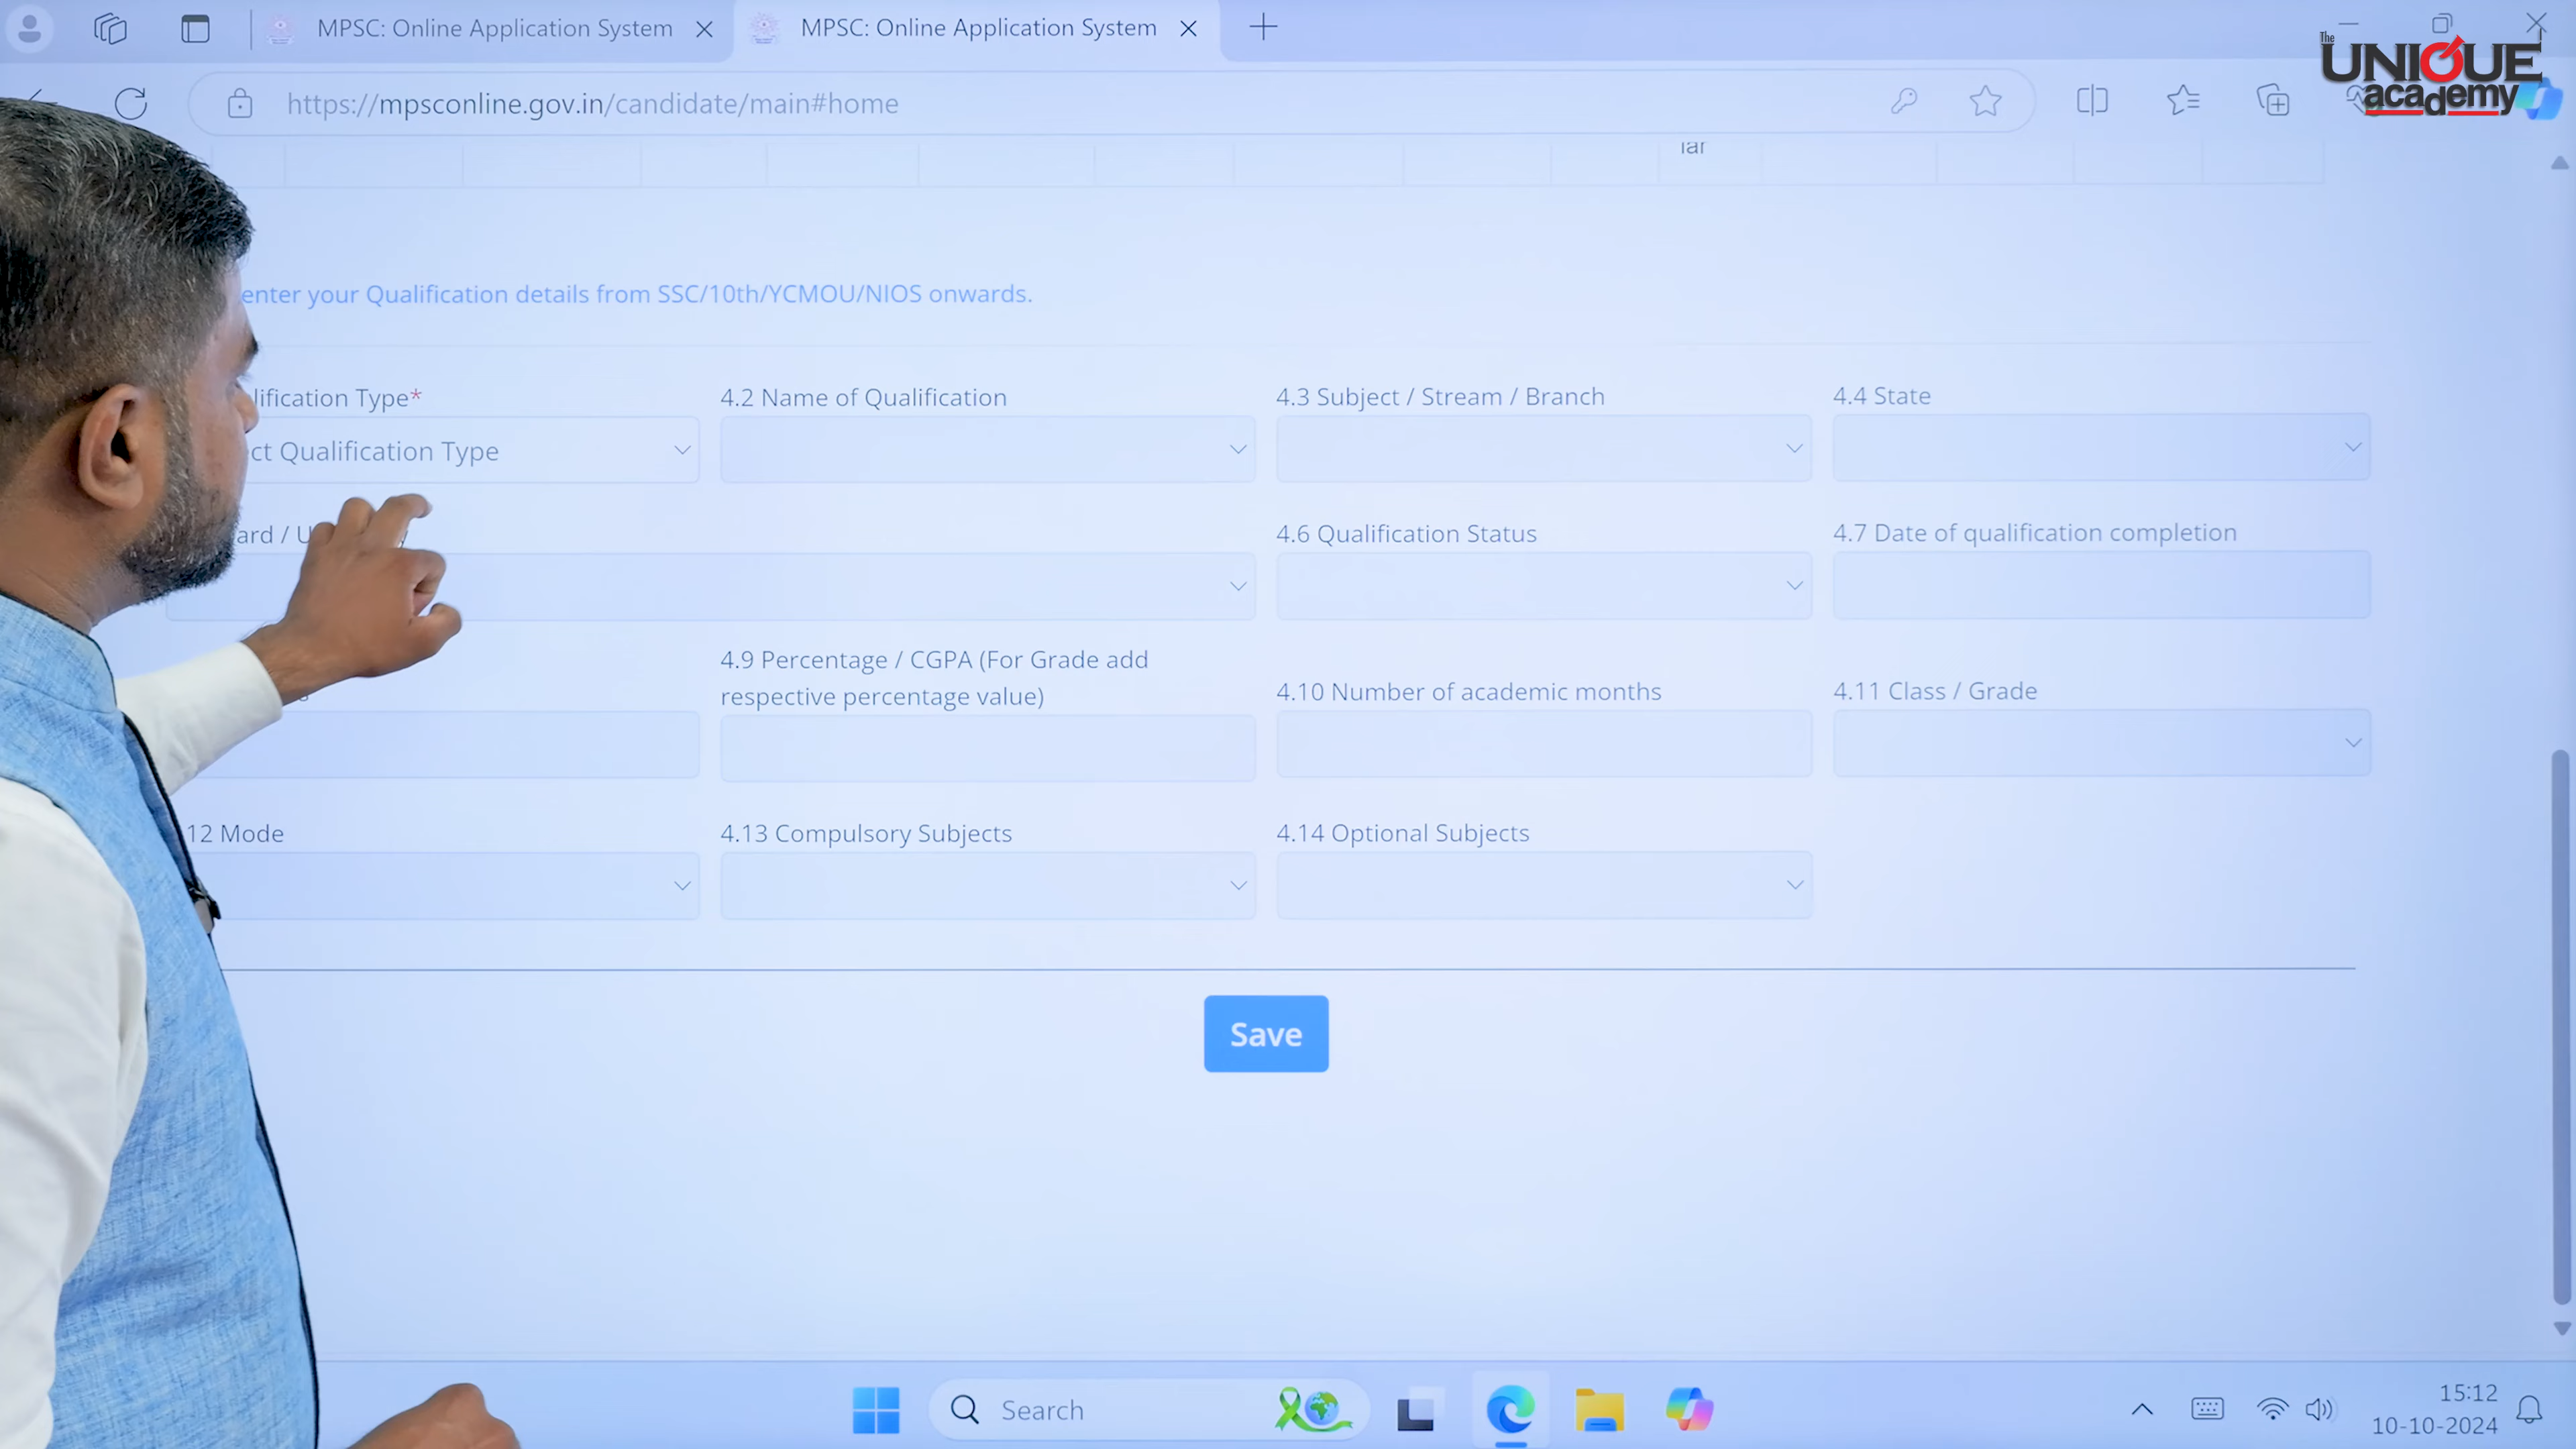 MPSC: Online Application System
MPSC: Online Application System
The
UNIQUE
academy
https://mpsconline.gov.in/candidate/main#home
lar
enter your Qualification details from SSC/10th/YCMOU/NIOS onwards.
lification Type*
4.2 Name of Qualification
4.3 Subject / Stream / Branch
4.4 State
ct Qualification Type
ard / U
4.6 Qualification Status
4.7 Date of qualification completion
4.9 Percentage / CGPA (For Grade add
respective percentage value)
4.10 Number of academic months
4.11 Class / Grade
12 Mode
4.13 Compulsory Subjects
4.14 Optional Subjects
Save
Search
15:12
10-10-2024